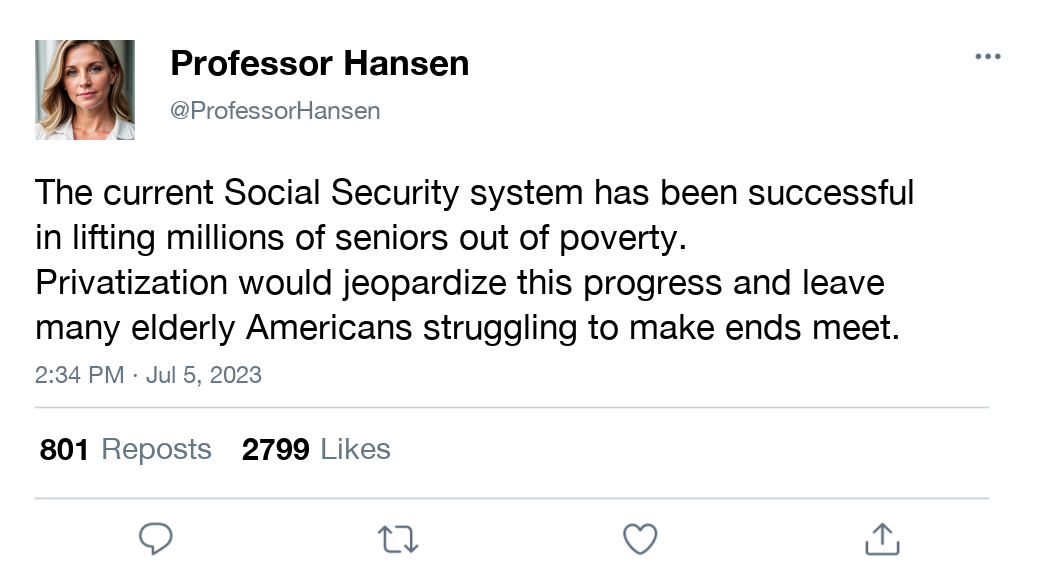 Professor Hansen
@ProfessorHansen
The current Social Security system has been successful
in lifting millions of seniors out of poverty.
Privatization would jeopardize this progress and leave
many elderly Americans struggling to make ends meet.
2:34 PM · Jul 5, 2023
801 Reposts 2799 Likes